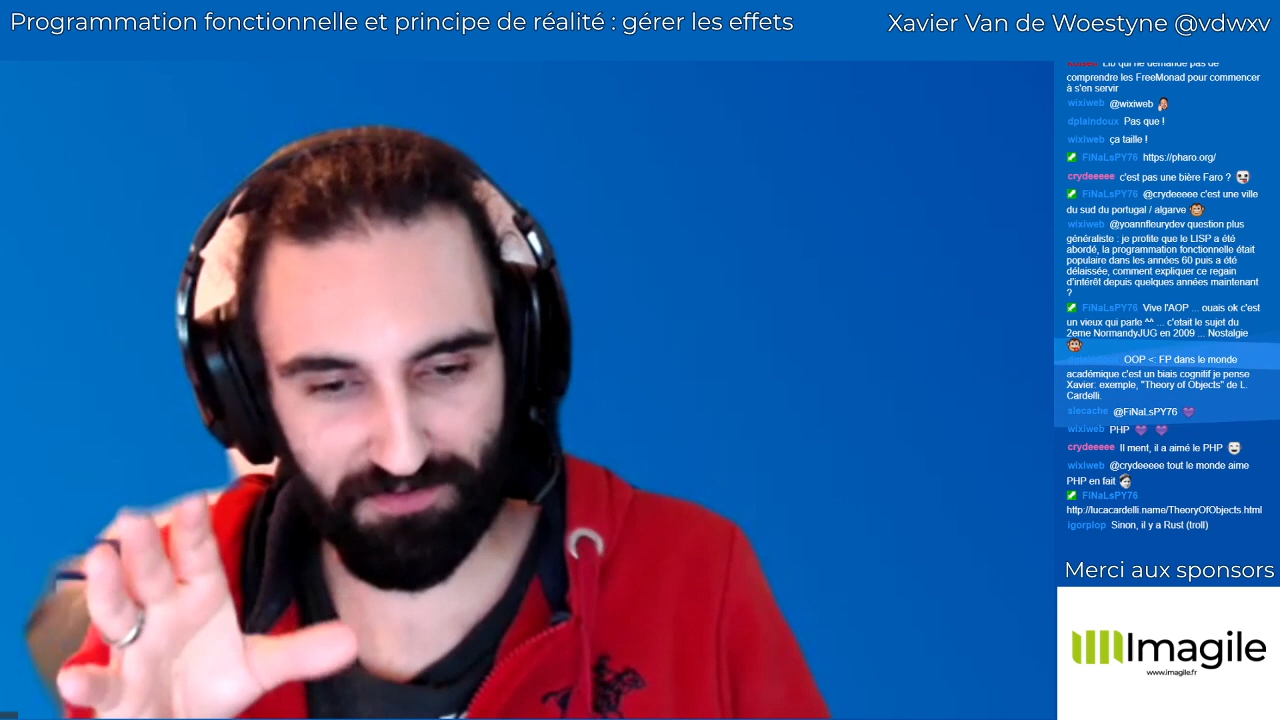 Programmation fonctionnelle et principe de réalité : gérer les effets
Xavier Van de Woestyne @vdwxv
Lib qui ne demande pas de
comprendre les FreeMonad pour commencer
à s'en servir
wixiweb @wixiweb
dplaindoux Pas que !
wixiweb ça taille !
FiNaLsPY76 https://pharo.org/
crydeeeee c'est pas une bière Faro ?
FiNaLsPY76 @crydeeeee c'est une ville
du sud du portugal / algarve
wixiweb @yoannfleurydev question plus
généraliste : je profite que le LISP a été
abordé, la programmation fonctionnelle était
populaire dans les années 60 puis a été
délaissée, comment expliquer ce regain
d'intérêt depuis quelques années maintenant
?
FiNaLsPY76 Vive l'AOP ... ouais ok c'est
un vieux qui parle ^^ ... c'etait le sujet du
2eme NormandyJUG en 2009 ... Nostalgie
OOP <: FP dans le monde
académique c'est un biais cognitif je pense
Xavier: exemple, "Theory of Objects" de L.
Cardelli.
slecache @FiNaLsPY76
wixiweb PHP
crydeeeee Il ment, il a aimé le PHP
wixiweb @crydeeeee tout le monde aime
PHP en fait
FiNaLsPY76
http://lucacardelli.name/TheoryOfObjects.html
igorplop Sinon, il y a Rust (troll)
Merci aux sponsors
Imagile
www.imagile.fr